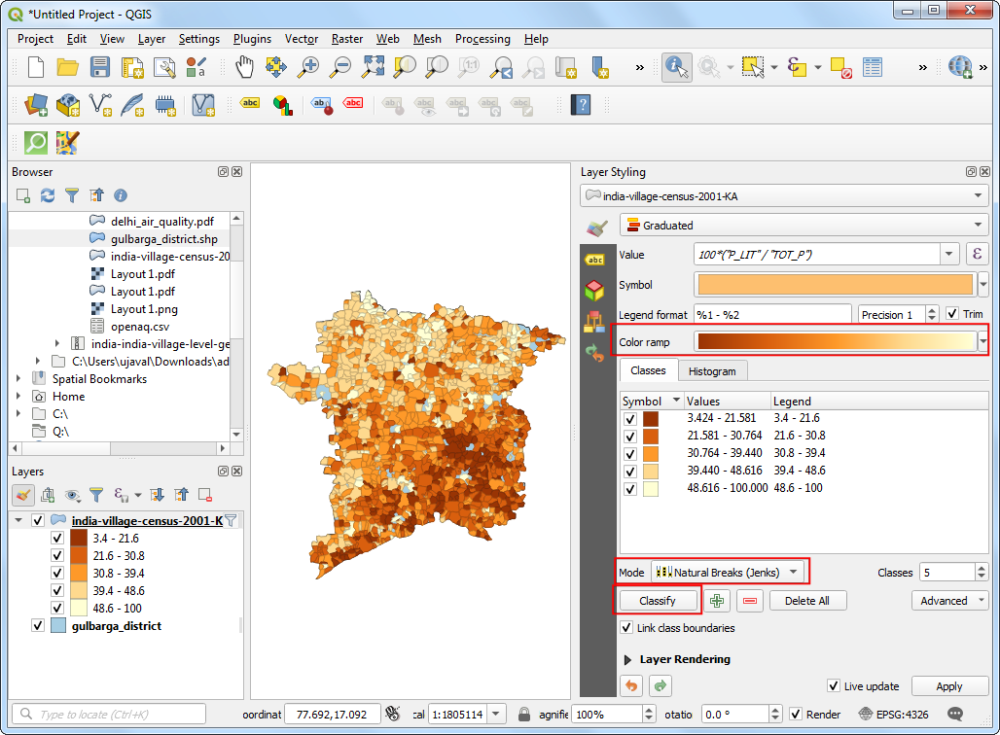 *Untitled Project - QGIS
Project Edit View Layer Settings Plugins Vector Raster Web Mesh Processing Help
abc abc
Browser
delhi_air_quality.pdf
gulbarga_district.shp
india-village-census-20
Layout 1.pdf
Layout 1.pdf
Layout 1.png
openaq.csv
india-india-village-level-ge
C:\Users\ujaval\Downloads\ad
Spatial Bookmarks
Home
C:\
Q:\
Layers
india-village-census-2001-K
3.4 - 21.6
21.6 - 30.8
30.8 - 39.4
39.4 - 48.6
48.6 - 100
gulbarga_district
Layer Styling
india-village-census-2001-KA
Graduated
abc
Value 100*("P_LIT" / "TOT_P") ε
Symbol
Legend format %1 - %2 Precision 1 Trim
Color ramp
Classes Histogram
Symbol Values Legend
3.424 - 21.581 3.4 - 21.6
21.581 - 30.764 21.6 - 30.8
30.764 - 39.440 30.8 - 39.4
39.440 - 48.616 39.4 - 48.6
48.616 - 100.000 48.6 - 100
Mode Natural Breaks (Jenks) Classes 5
Classify Delete All Advanced
Link class boundaries
Layer Rendering
Live update Apply
Type to locate (Ctrl+K) oordinat 77.692,17.092 cal 1:1805114 agnifie 100% otatio 0.0 ° Render EPSG:4326